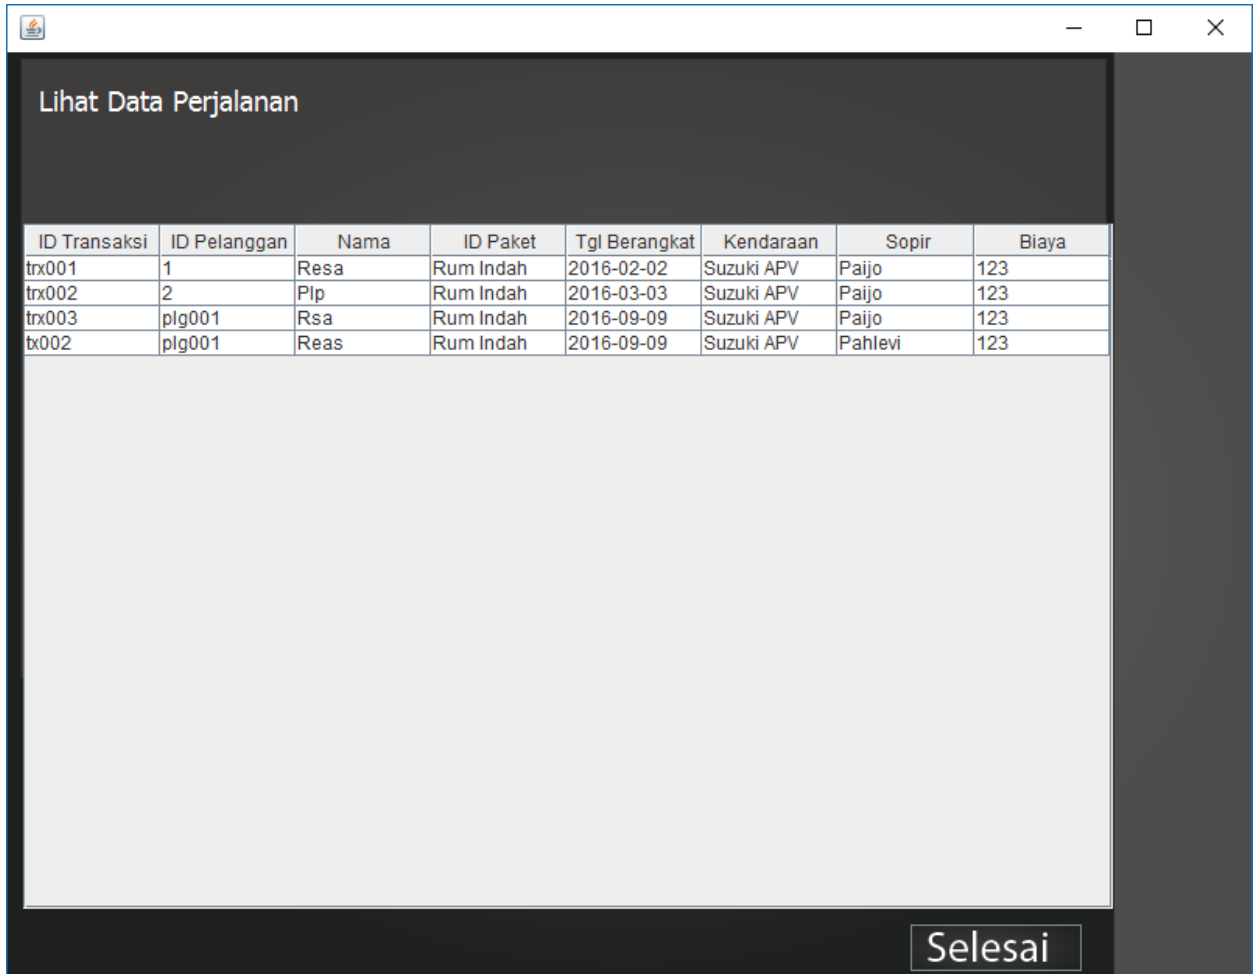 Lihat Data Perjalanan
ID Transaksi ID Pelanggan Nama ID Paket Tgl Berangkat Kendaraan Sopir Biaya
trx001 1 Resa Rum Indah 2016-02-02 Suzuki APV Paijo 123
trx002 2 Plp Rum Indah 2016-03-03 Suzuki APV Paijo 123
trx003 plg001 Rsa Rum Indah 2016-09-09 Suzuki APV Paijo 123
tx002 plg001 Reas Rum Indah 2016-09-09 Suzuki APV Pahlevi 123
Selesai